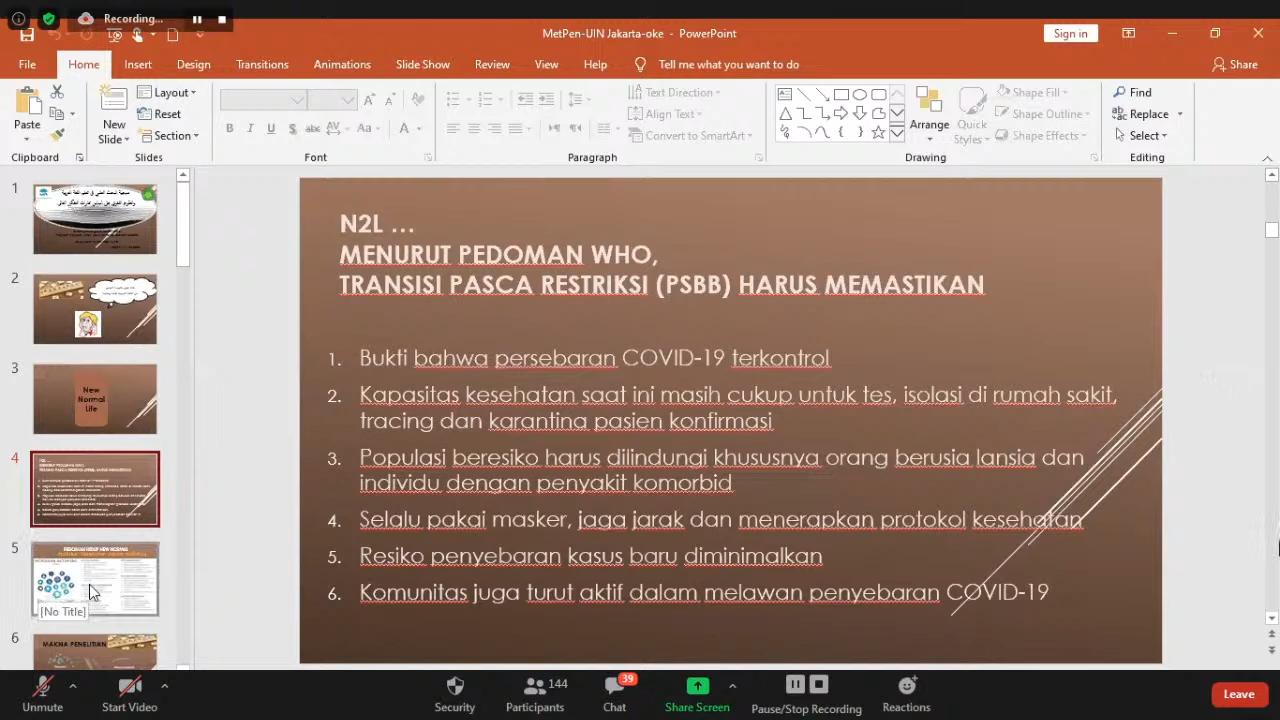 Recording...
MetPen-UIN Jakarta-oke - PowerPoint
Sign in
File
Home
Insert
Design
Transitions
Animations
Slide Show
Review
View
Help
Tell me what you want to do
Share
Paste
New
Slide
Layout
Reset
Section
Text Direction
Align Text
Convert to SmartArt
Arrange
Quick
Styles
Shape Fill
Shape Outline
Shape Effects
Find
Replace
Select
Clipboard
Slides
Font
Paragraph
Drawing
Editing
1
2
3
New
Normal
Life
4
5
[No Title]
6
MAKNA PENELITIAN
N2L ...
MENURUT PEDOMAN WHO,
TRANSISI PASCA RESTRIKSI (PSBB) HARUS MEMASTIKAN
1. Bukti bahwa persebaran COVID-19 terkontrol
2. Kapasitas kesehatan saat ini masih cukup untuk tes, isolasi di rumah sakit,
tracing dan karantina pasien konfirmasi
3. Populasi beresiko harus dilindungi khususnya orang berusia lansia dan
individu dengan penyakit komorbid
4. Selalu pakai masker, jaga jarak dan menerapkan protokol kesehatan
5. Resiko penyebaran kasus baru diminimalkan
6. Komunitas juga turut aktif dalam melawan penyebaran COVID-19
Unmute
Start Video
Security
144
Participants
39
Chat
Share Screen
Pause/Stop Recording
Reactions
Leave